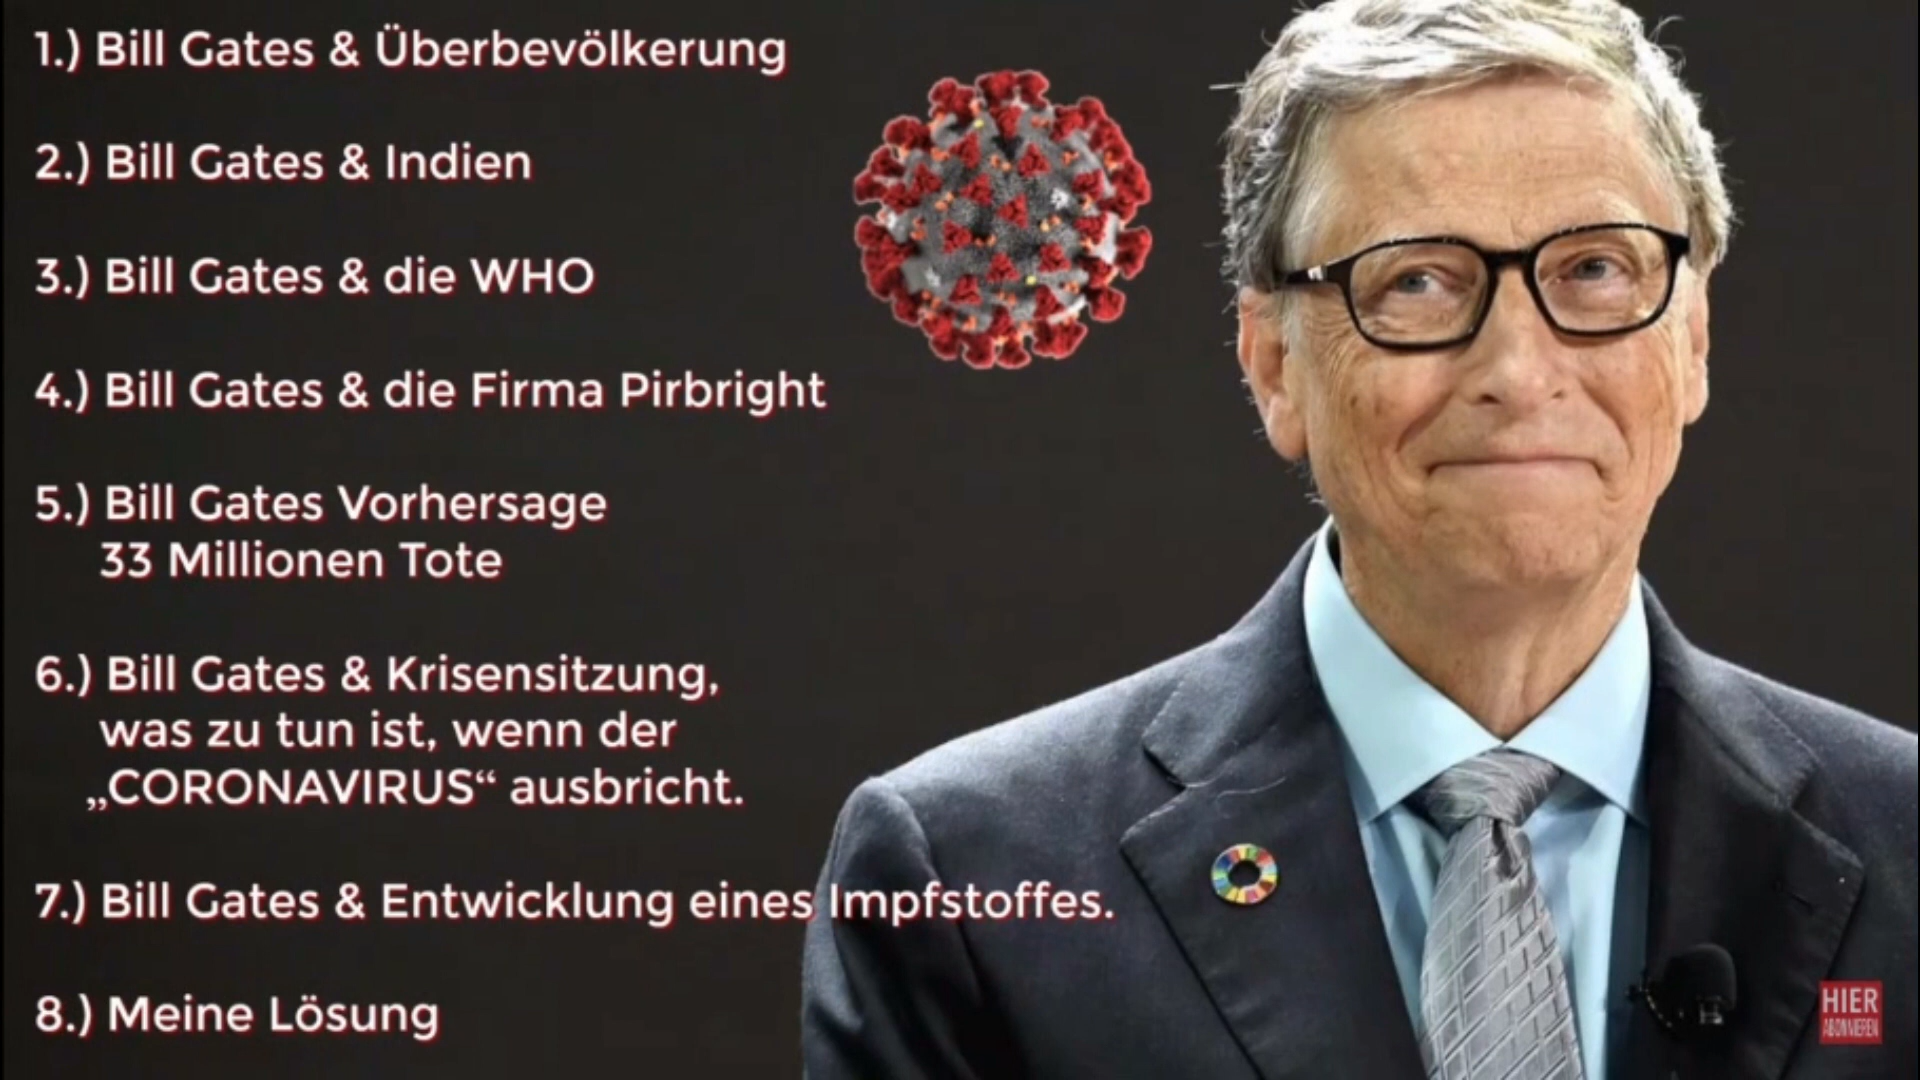 1.) Bill Gates & Überbevölkerung
2.) Bill Gates & Indien
3.) Bill Gates & die WHO
4.) Bill Gates & die Firma Pirbright
5.) Bill Gates Vorhersage
33 Millionen Tote
6.) Bill Gates & Krisensitzung,
was zu tun ist, wenn der
„CORONAVIRUS“ ausbricht.
7.) Bill Gates & Entwicklung eines Impfstoffes.
8.) Meine Lösung
HIER
ABONNIEREN